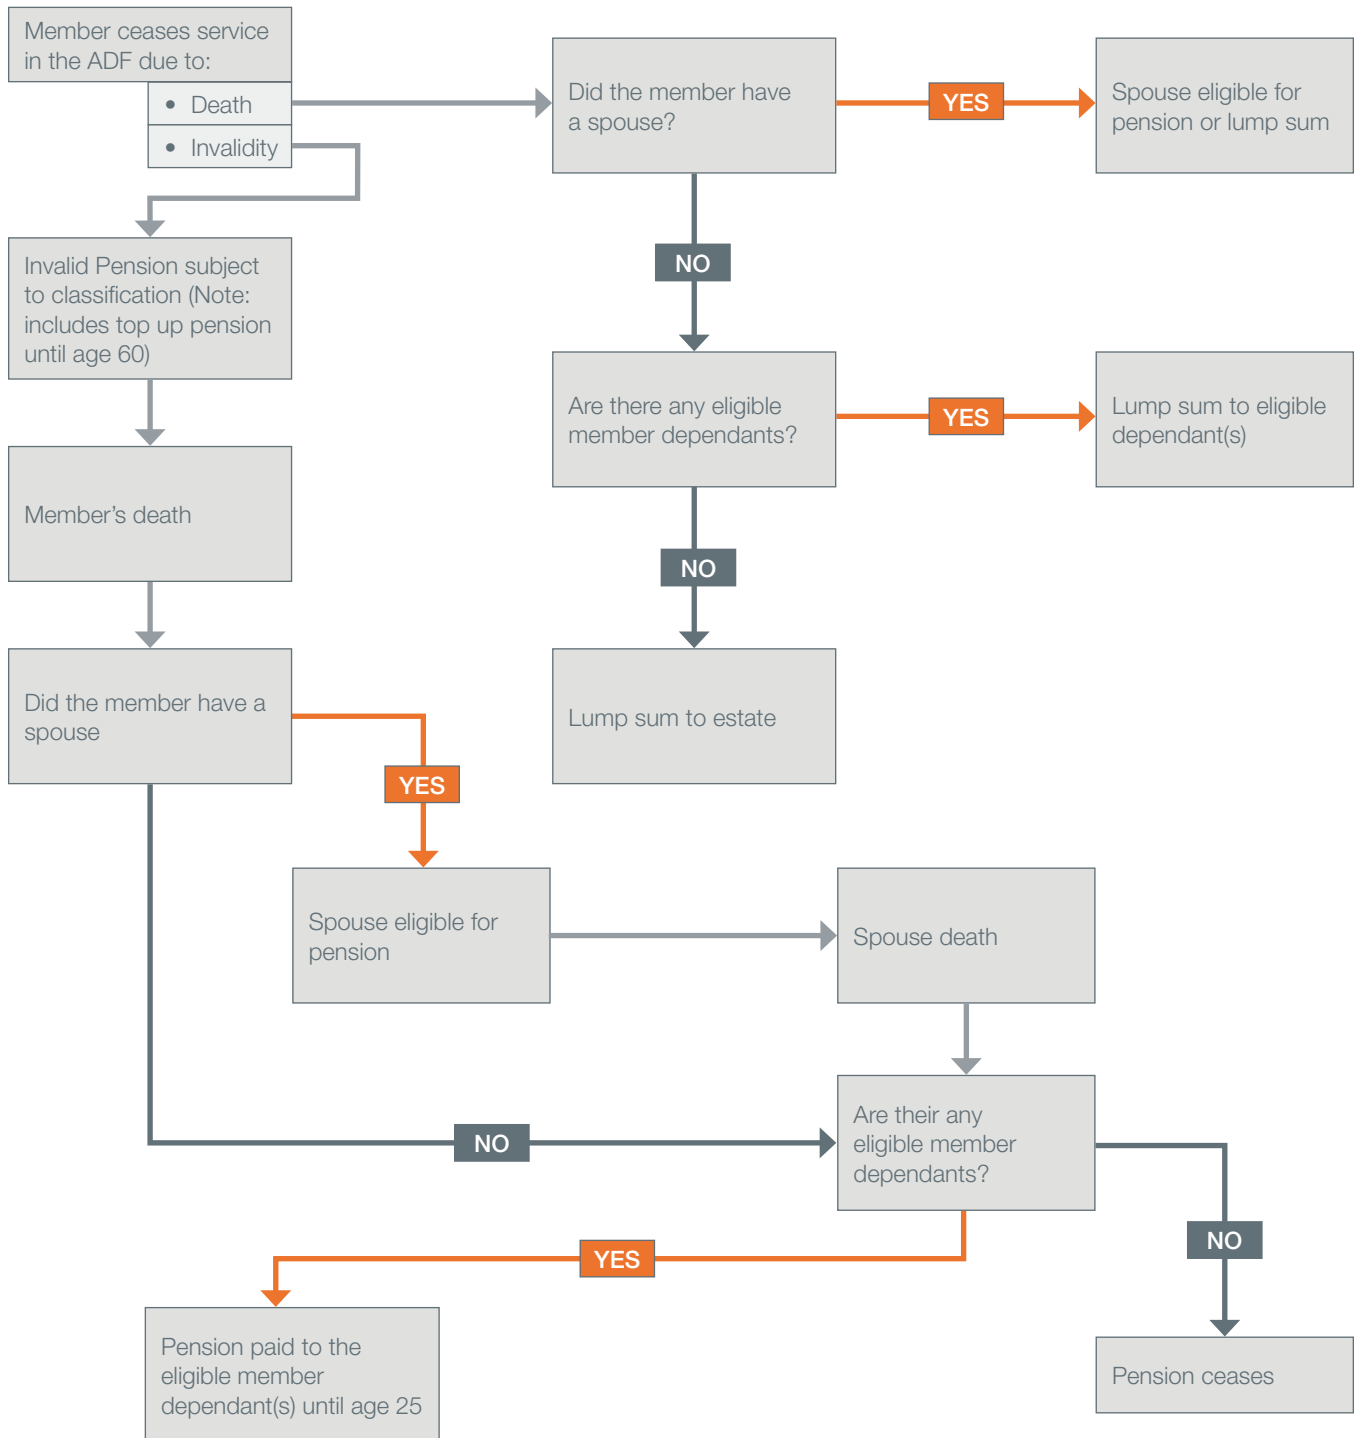 Member ceases service
in the ADF due to:
• Death
• Invalidity
Did the member have
a spouse?
YES
Spouse eligible for
pension or lump sum
NO
Invalid Pension subject
to classification (Note:
includes top up pension
until age 60)
Are there any eligible
member dependants?
YES
Lump sum to eligible
dependant(s)
Member's death
NO
Did the member have a
spouse
Lump sum to estate
YES
Spouse eligible for
pension
Spouse death
Are their any
eligible member
dependants?
NO
NO
YES
Pension paid to the
eligible member
dependant(s) until age 25
Pension ceases